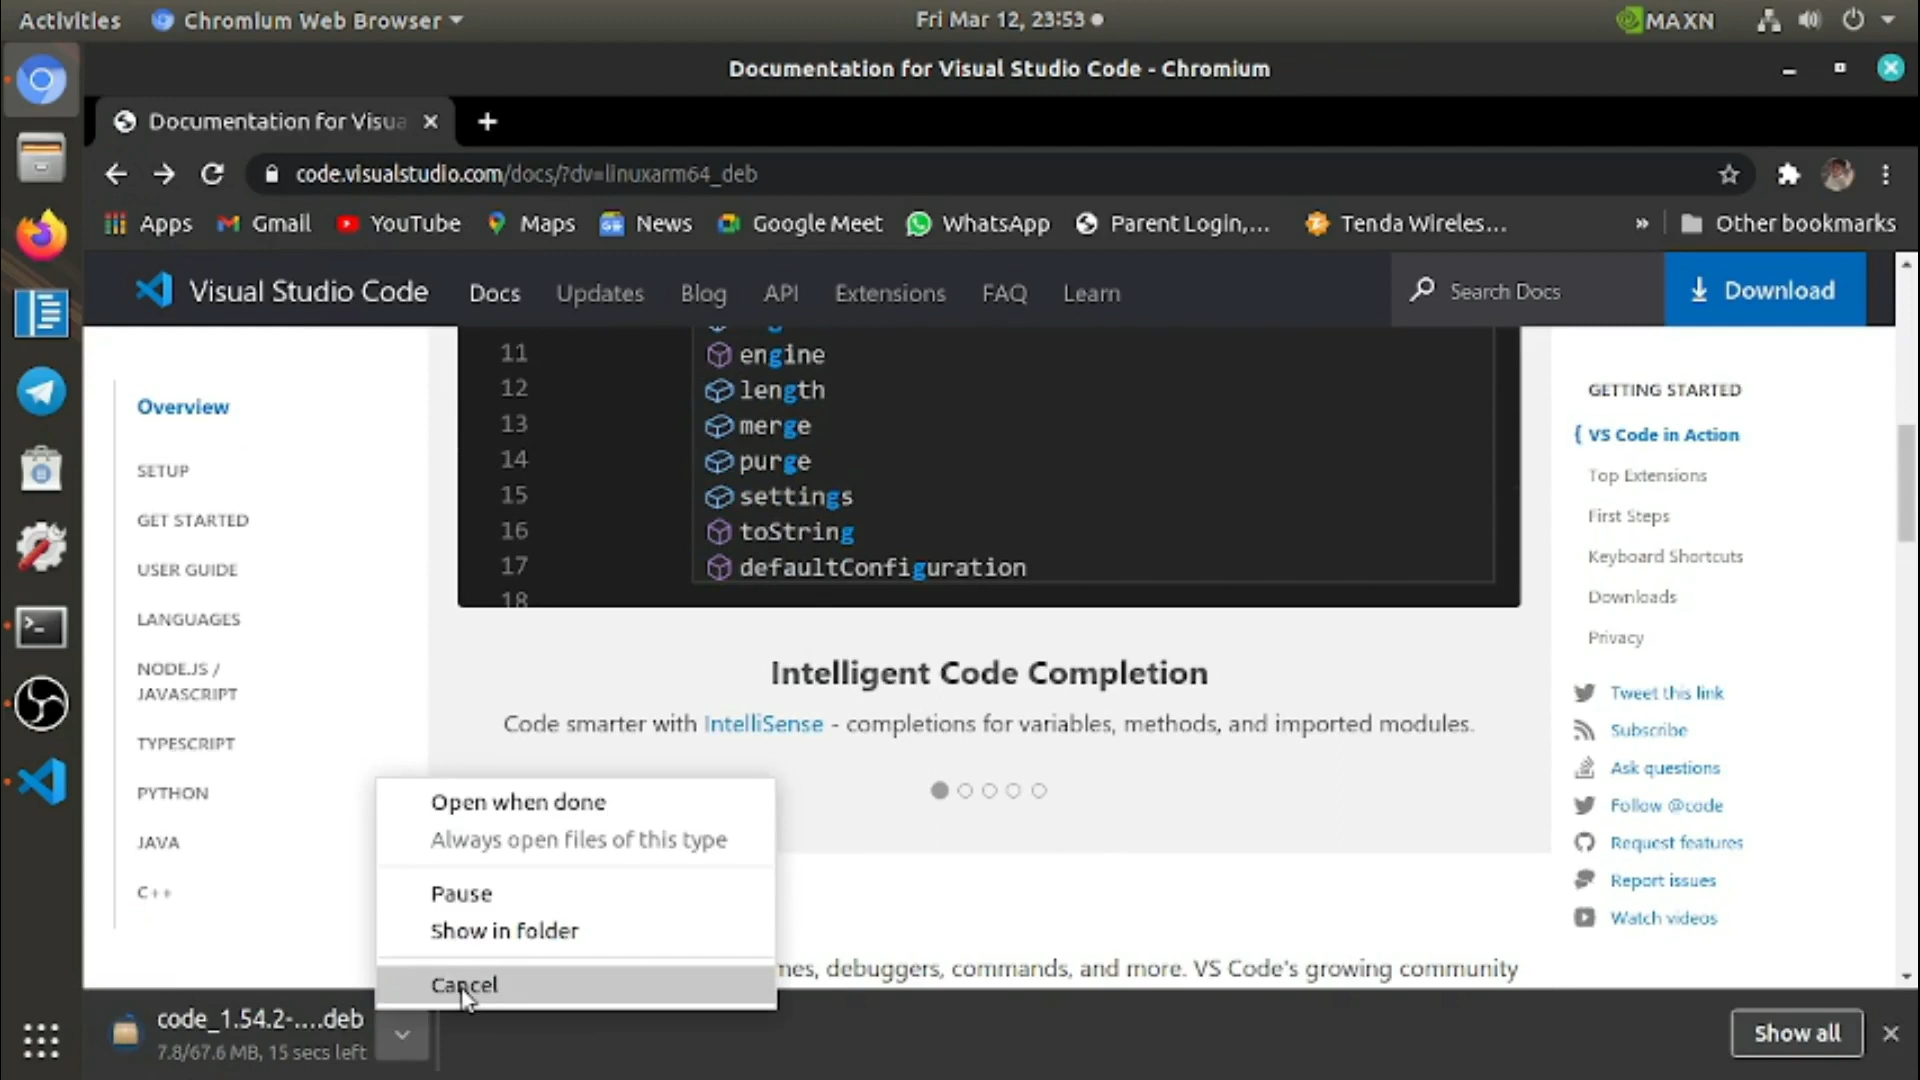 Activities
Chromium Web Browser
Fri Mar 12, 23:53
MAXN
Documentation for Visual Studio Code - Chromium
Documentation for Visua
code.visualstudio.com/docs/?dv=linuxarm64_deb
Apps
Gmail
YouTube
Maps
News
Google Meet
WhatsApp
Parent Login,...
Tenda Wireles...
»
Other bookmarks
Visual Studio Code
Docs
Updates
Blog
API
Extensions
FAQ
Learn
Search Docs
Download
Overview
SETUP
GET STARTED
USER GUIDE
LANGUAGES
NODE.JS /
JAVASCRIPT
TYPESCRIPT
PYTHON
JAVA
C++
11 engine
12 length
13 merge
14 purge
15 settings
16 toString
17 defaultConfiguration
18
Intelligent Code Completion
Code smarter with IntelliSense - completions for variables, methods, and imported modules.
GETTING STARTED
VS Code in Action
Top Extensions
First Steps
Keyboard Shortcuts
Downloads
Privacy
Tweet this link
Subscribe
Ask questions
Follow @code
Request features
Report issues
Watch videos
Open when done
Always open files of this type
Pause
Show in folder
Cancel
debuggers, commands, and more. VS Code's growing community
code_1.54.2-....deb
7.8/67.6 MB, 15 secs left
Show all